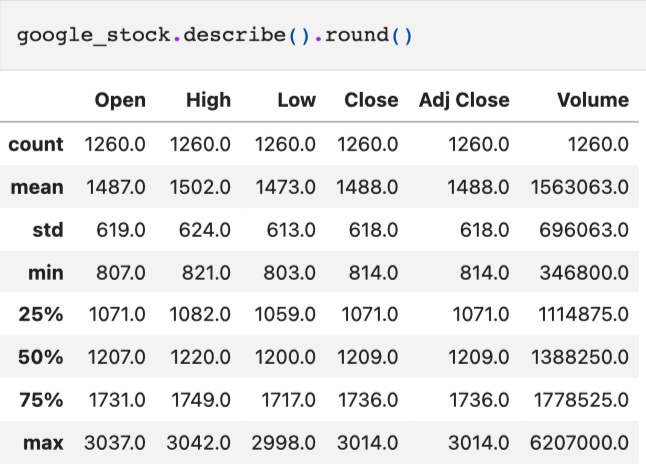 google_stock.describe().round()
Open High Low Close Adj Close Volume
count 1260.0 1260.0 1260.0 1260.0 1260.0 1260.0
mean 1487.0 1502.0 1473.0 1488.0 1488.0 1563063.0
std 619.0 624.0 613.0 618.0 618.0 696063.0
min 807.0 821.0 803.0 814.0 814.0 346800.0
25% 1071.0 1082.0 1059.0 1071.0 1071.0 1114875.0
50% 1207.0 1220.0 1200.0 1209.0 1209.0 1388250.0
75% 1731.0 1749.0 1717.0 1736.0 1736.0 1778525.0
max 3037.0 3042.0 2998.0 3014.0 3014.0 6207000.0